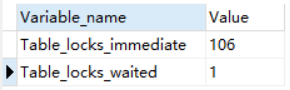 Variable_name Value
Table_locks_immediate 106
Table_locks_waited 1